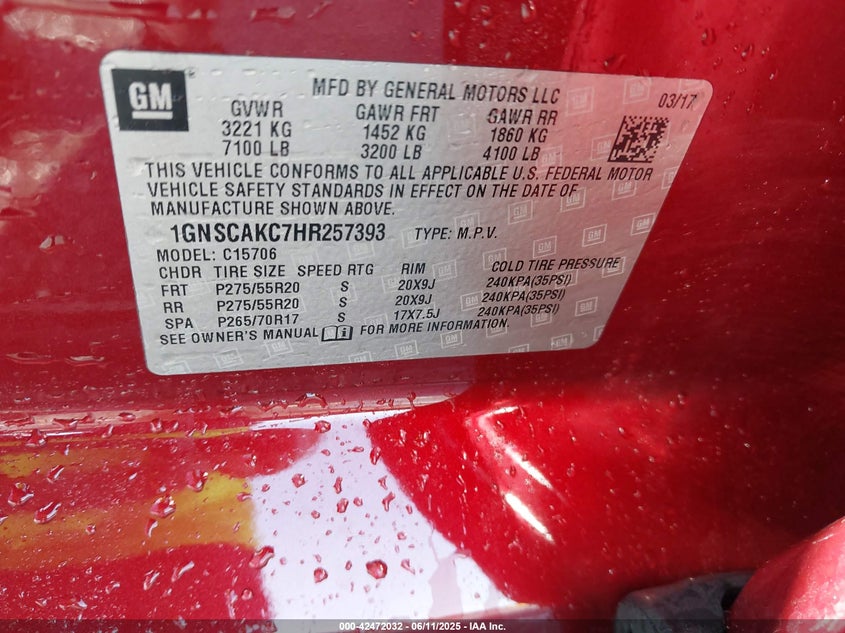 GM
MFD BY GENERAL MOTORS LLC
03/17
GVWR GAWR FRT GAWR RR
3221 KG 1452 KG 1860 KG
7100 LB 3200 LB 4100 LB
THIS VEHICLE CONFORMS TO ALL APPLICABLE U.S. FEDERAL MOTOR
VEHICLE SAFETY STANDARDS IN EFFECT ON THE DATE OF
MANUFACTURE SHOWN ABOVE.
1GNSCAKC7HR257393 TYPE: M.P.V.
MODEL: C15706
CHDR TIRE SIZE SPEED RTG RIM COLD TIRE PRESSURE
FRT P275/55R20 S 20X9J 240KPA(35PSI)
RR P275/55R20 S 20X9J 240KPA(35PSI)
SPA P265/70R17 S 17X7.5J 240KPA(35PSI)
SEE OWNER'S MANUAL FOR MORE INFORMATION.
000-42472032 - 06/11/2025 - IAA Inc.